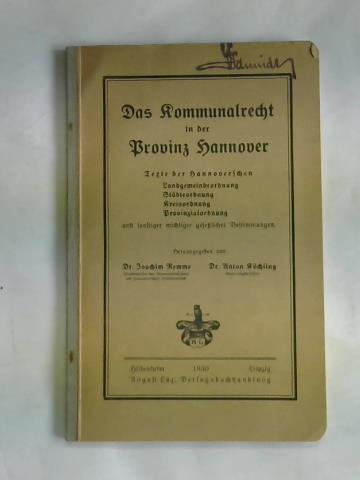 Schmidt
Das Kommunalrecht
in der
Provinz Hannover
Texte der Hannoverschen
Landgemeindeordnung
Städteordnung
Kreisordnung
Provinzialordnung
und sonstiger wichtiger gesetzlicher Bestimmungen.
Herausgegeben von
Dr. Joachim Remme Dr. Anton Köchling
Hildesheim 1930 Leipzig
August Lax, Verlagsbuchhandlung